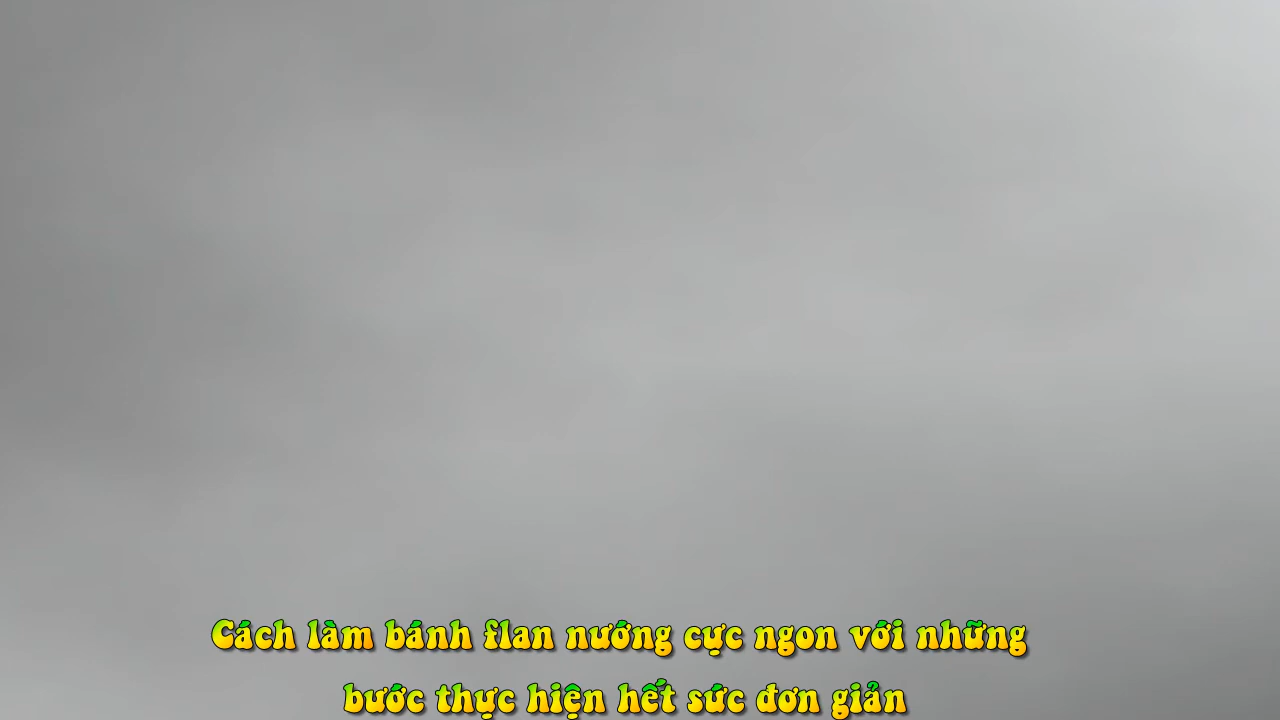 Cách làm bánh flan nướng cực ngon với những
bước thực hiện hết sức đơn giản